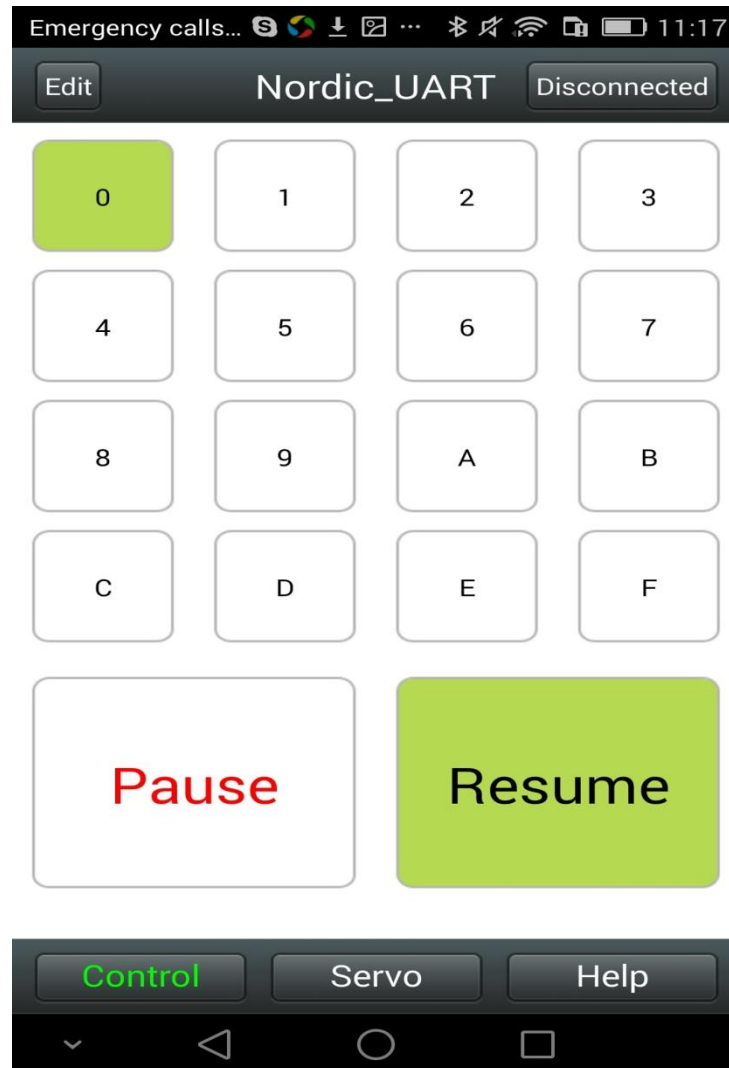 Emergency calls... 11:17
Edit Nordic_UART Disconnected
0 1 2 3
4 5 6 7
8 9 A B
C D E F
Pause Resume
Control Servo Help